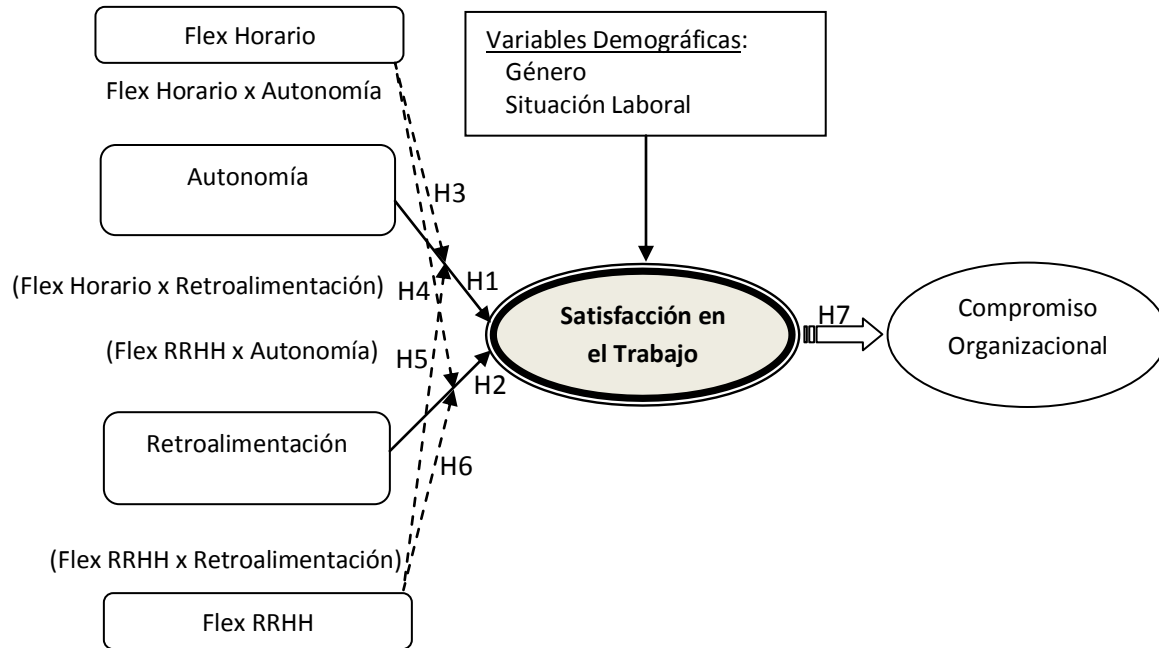 Flex Horario
Flex Horario x Autonomía
Variables Demográficas:
Género
Situación Laboral
Autonomía
H3
(Flex Horario x Retroalimentación)
H4
H1
(Flex RRHH x Autonomía)
H5
H2
Satisfacción en
el Trabajo
H7
Compromiso
Organizacional
Retroalimentación
H6
(Flex RRHH x Retroalimentación)
Flex RRHH